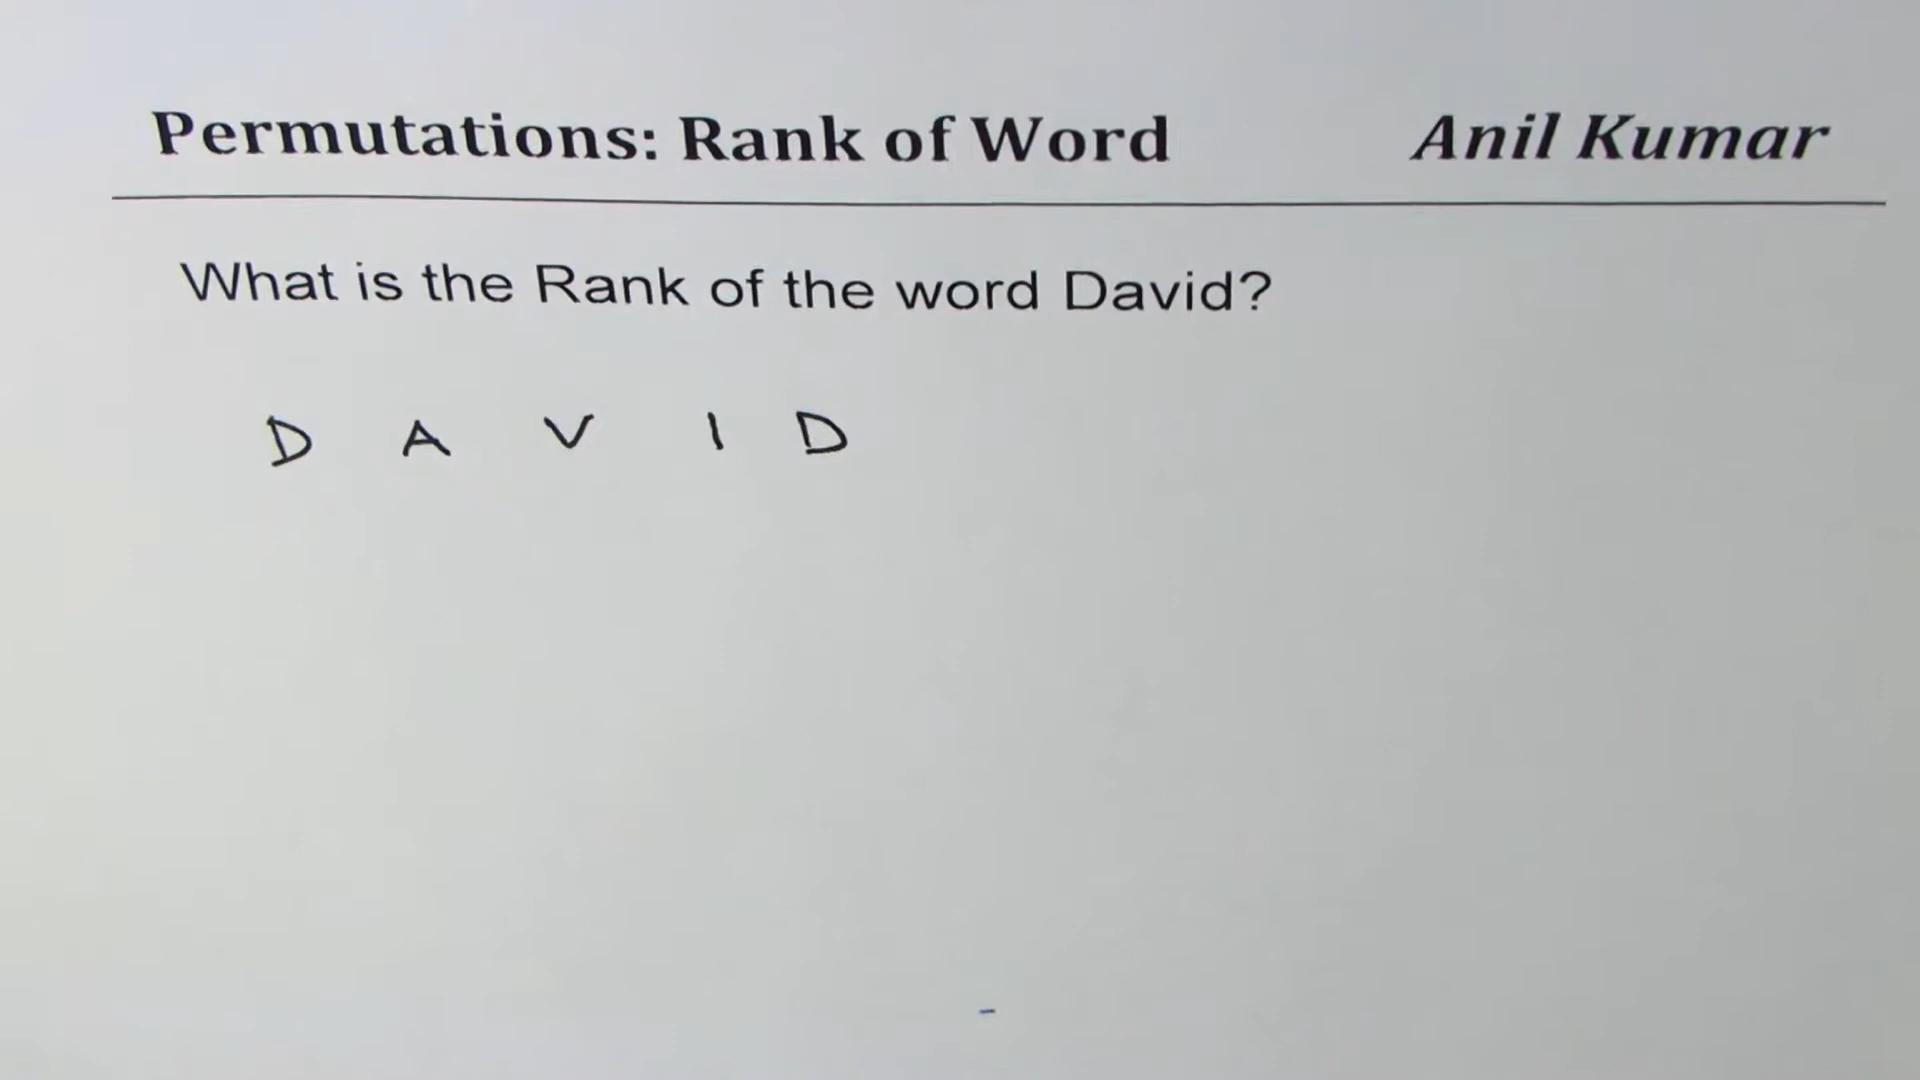 Permutations: Rank of Word Anil Kumar
What is the Rank of the word David?
D A V I D